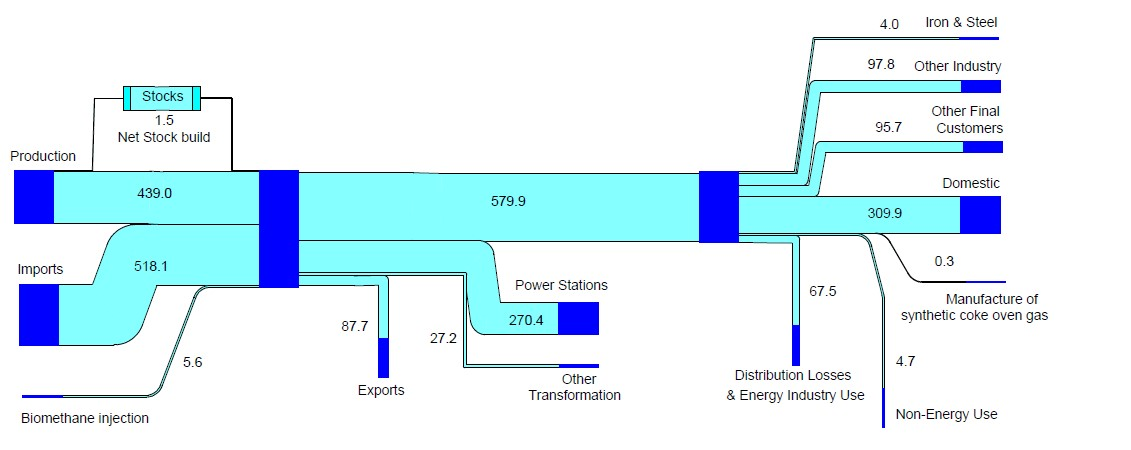 4.0
Iron & Steel
97.8
Other Industry
Stocks
1.5
Net Stock build
Other Final
Customers
95.7
Production
Domestic
439.0
579.9
309.9
Imports
518.1
0.3
Power Stations
67.5
Manufacture of
synthetic coke oven gas
87.7
270.4
27.2
5.6
4.7
Exports
Other
Transformation
Distribution Losses
& Energy Industry Use
Biomethane injection
Non-Energy Use